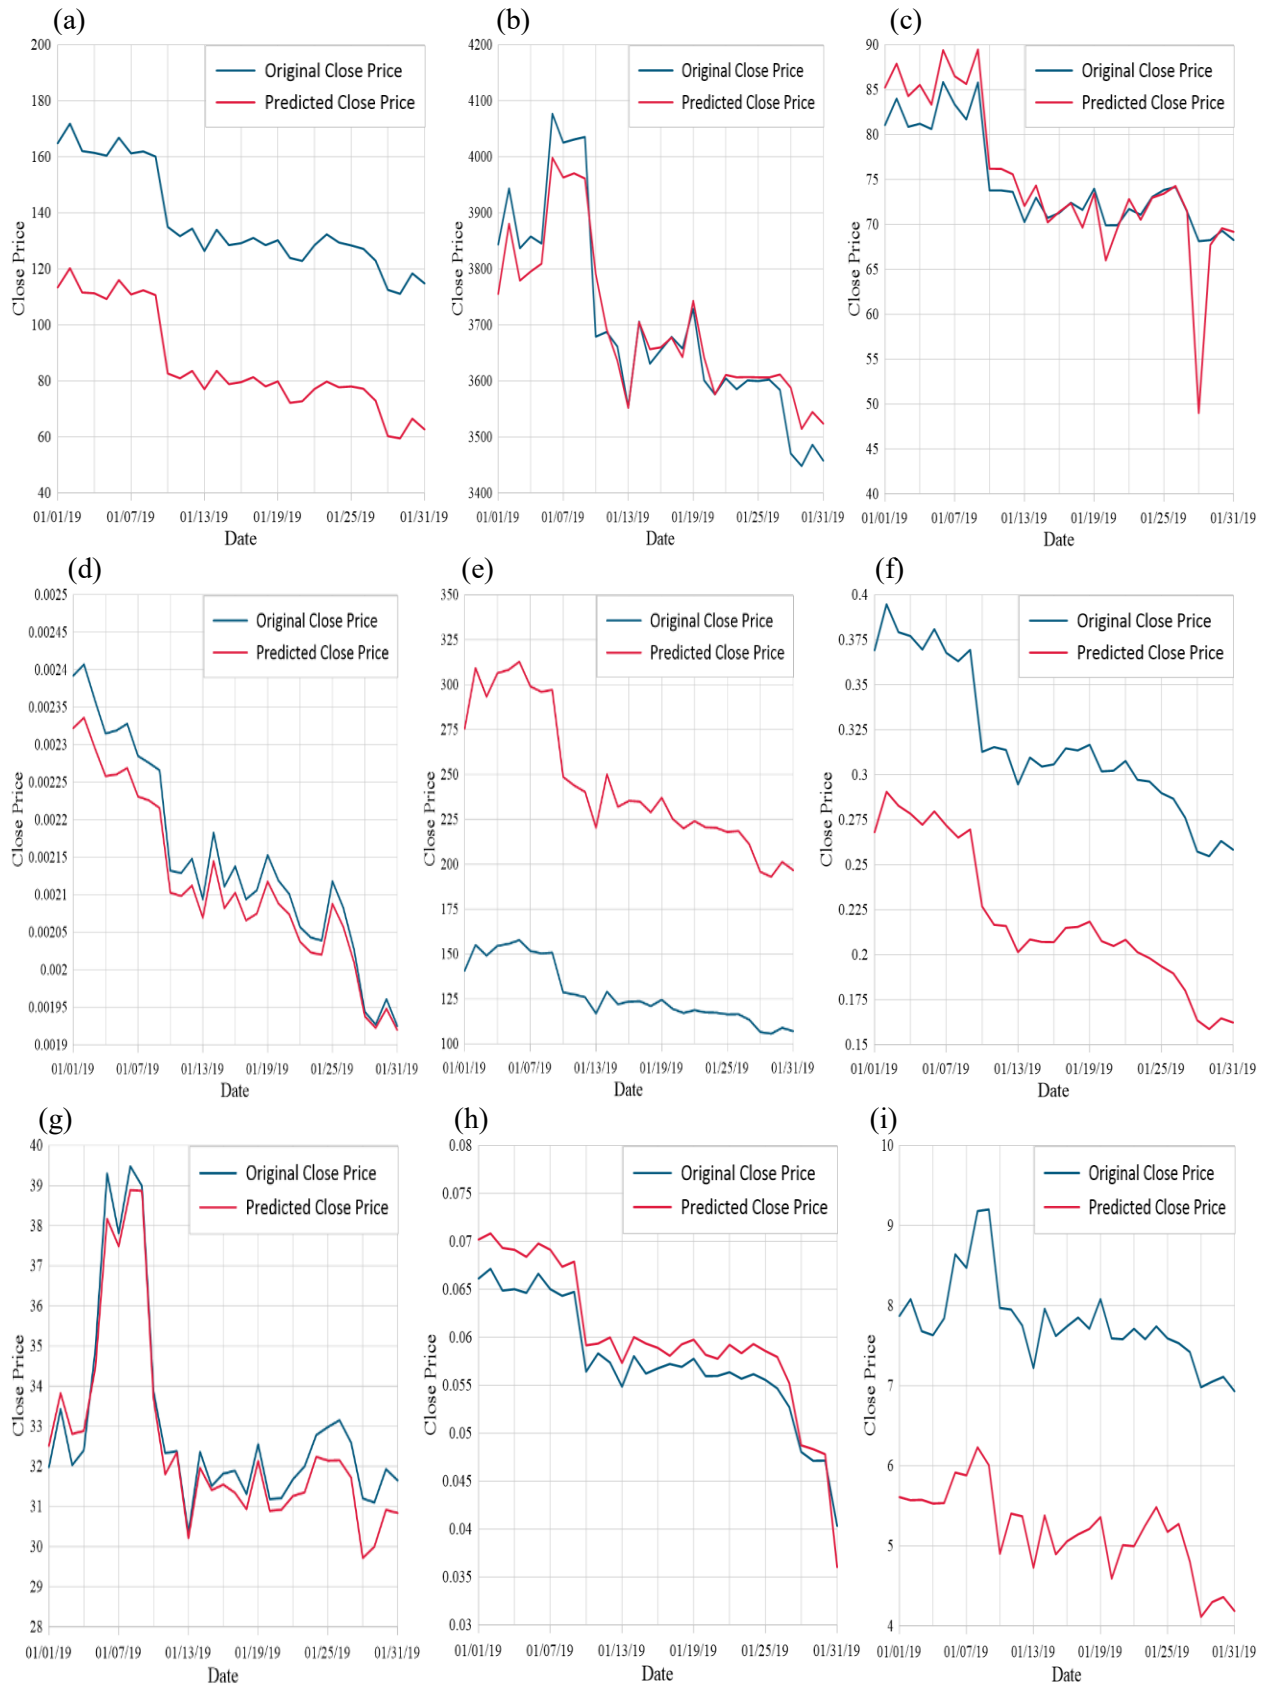 (a)
200
180
160
140
120
100
80
60
40
Close Price
Original Close Price
Predicted Close Price
01/01/19 01/07/19 01/13/19 01/19/19 01/25/19 01/31/19
Date
(b)
4200
4100
4000
3900
3800
3700
3600
3500
3400
Close Price
Original Close Price
Predicted Close Price
01/01/19 01/07/19 01/13/19 01/19/19 01/25/19 01/31/19
Date
(c)
90
85
80
75
70
65
60
55
50
45
40
Close Price
Original Close Price
Predicted Close Price
01/01/19 01/07/19 01/13/19 01/19/19 01/25/19 01/31/19
Date
(d)
0.0025
0.00245
0.0024
0.00235
0.0023
0.00225
0.0022
0.00215
0.0021
0.00205
0.002
0.00195
0.0019
Close Price
Original Close Price
Predicted Close Price
01/01/19 01/07/19 01/13/19 01/19/19 01/25/19 01/31/19
Date
(e)
350
325
300
275
250
225
200
175
150
125
100
Close Price
Original Close Price
Predicted Close Price
01/01/19 01/07/19 01/13/19 01/19/19 01/25/19 01/31/19
Date
(f)
0.4
0.375
0.35
0.325
0.3
0.275
0.25
0.225
0.2
0.175
0.15
Close Price
Original Close Price
Predicted Close Price
01/01/19 01/07/19 01/13/19 01/19/19 01/25/19 01/31/19
Date
(g)
40
39
38
37
36
35
34
33
32
31
30
29
28
Close Price
Original Close Price
Predicted Close Price
01/01/19 01/07/19 01/13/19 01/19/19 01/25/19 01/31/19
Date
(h)
0.08
0.075
0.07
0.065
0.06
0.055
0.05
0.045
0.04
0.035
0.03
Close Price
Original Close Price
Predicted Close Price
01/01/19 01/07/19 01/13/19 01/19/19 01/25/19 01/31/19
Date
(i)
10
9
8
7
6
5
4
Close Price
Original Close Price
Predicted Close Price
01/01/19 01/07/19 01/13/19 01/19/19 01/25/19 01/31/19
Date